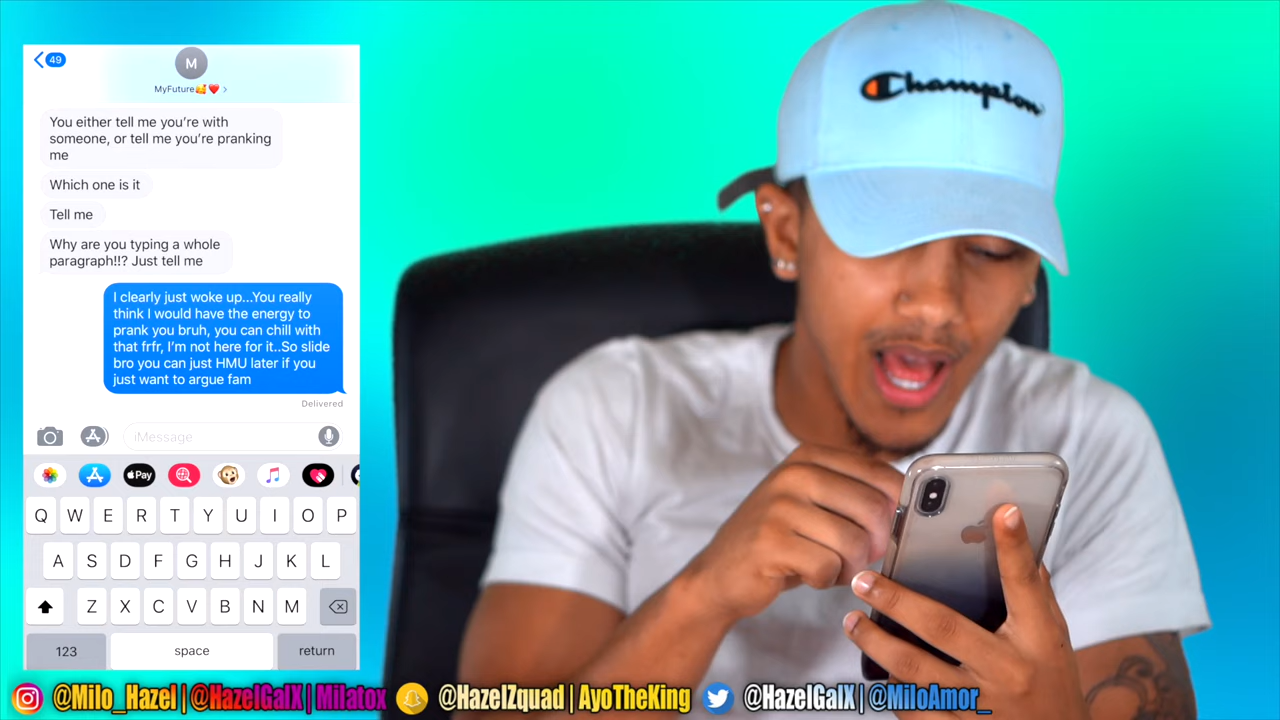 49
M
MyFuture🥰❤️ >
You either tell me you're with
someone, or tell me you're pranking
me
Which one is it
Tell me
Why are you typing a whole
paragraph!!? Just tell me
I clearly just woke up...You really
think I would have the energy to
prank you bruh, you can chill with
that frfr, I'm not here for it..So slide
bro you can just HMU later if you
just want to argue fam
Delivered
iMessage
Pay
Q W E R T Y U I O P
A S D F G H J K L
Z X C V B N M
123 space return
Champion
@Milo_Hazel | @HazelGalX | Milatox @HazelZquad | AyoTheKing @HazelGalX | @MiloAmor_